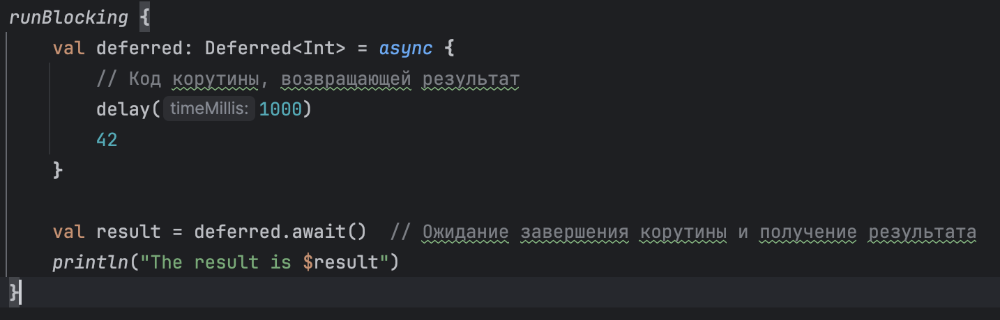 runBlocking {
val deferred: Deferred<Int> = async {
// Код корутины, возвращающей результат
delay(timeMillis: 1000)
42
}
val result = deferred.await() // Ожидание завершения корутины и получение результата
println("The result is $result")
}